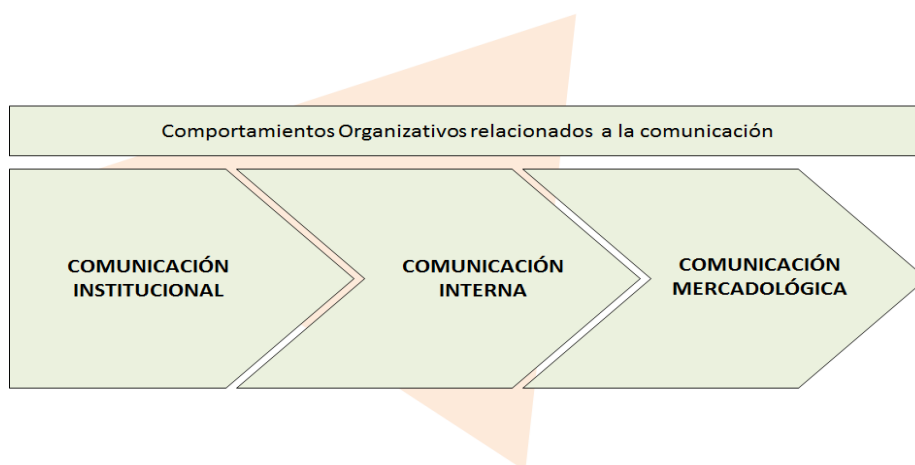 Comportamientos Organizativos relacionados a la comunicación
COMUNICACIÓN
INSTITUCIONAL
COMUNICACIÓN
INTERNA
COMUNICACIÓN
MERCADOLÓGICA